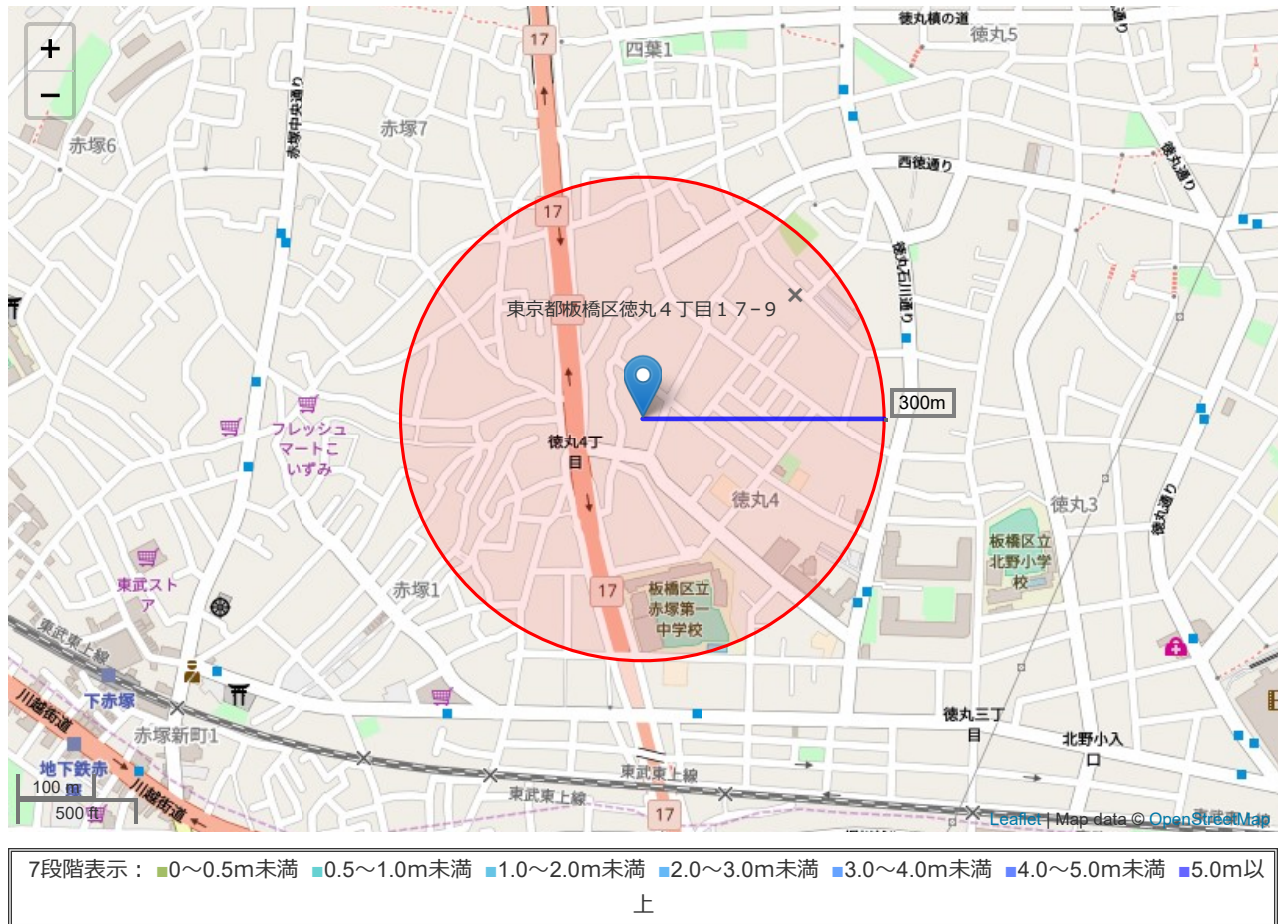 +
−
17
四葉1
徳丸槙の道
徳丸5
赤塚中央通り
赤塚7
赤塚6
西徳通り
徳丸通り
17
徳丸石川通り
東京都板橋区徳丸４丁目１７−９
300m
フレッシュ
マートこ
いずみ
徳丸4丁
目
徳丸4
徳丸3
徳丸通り
板橋区立
北野小学
校
東武スト
ア
赤塚1
17
板橋区立
赤塚第一
中学校
東武東上線
下赤塚
川越街道
赤塚新町1
徳丸三丁
目
北野小入
口
地下鉄赤
川越街道
東武東上線
東武東上線
17
100 m
500 ft
Leaflet | Map data © OpenStreetMap
7段階表示：■0～0.5m未満 ■0.5～1.0m未満 ■1.0～2.0m未満 ■2.0～3.0m未満 ■3.0～4.0m未満 ■4.0～5.0m未満 ■5.0m以
上